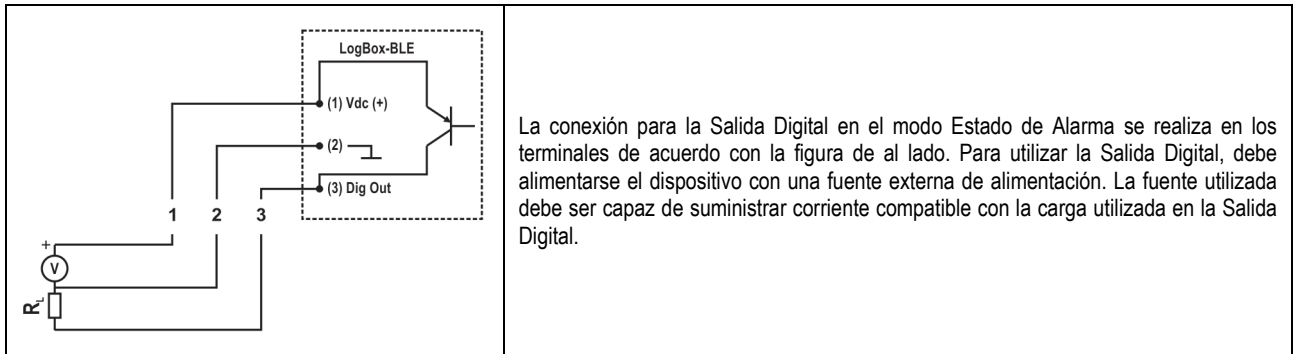 LogBox-BLE
(1) Vdc (+)
(2)
(3) Dig Out
1 2 3
+
V
RL
La conexión para la Salida Digital en el modo Estado de Alarma se realiza en los
terminales de acuerdo con la figura de al lado. Para utilizar la Salida Digital, debe
alimentarse el dispositivo con una fuente externa de alimentación. La fuente utilizada
debe ser capaz de suministrar corriente compatible con la carga utilizada en la Salida
Digital.